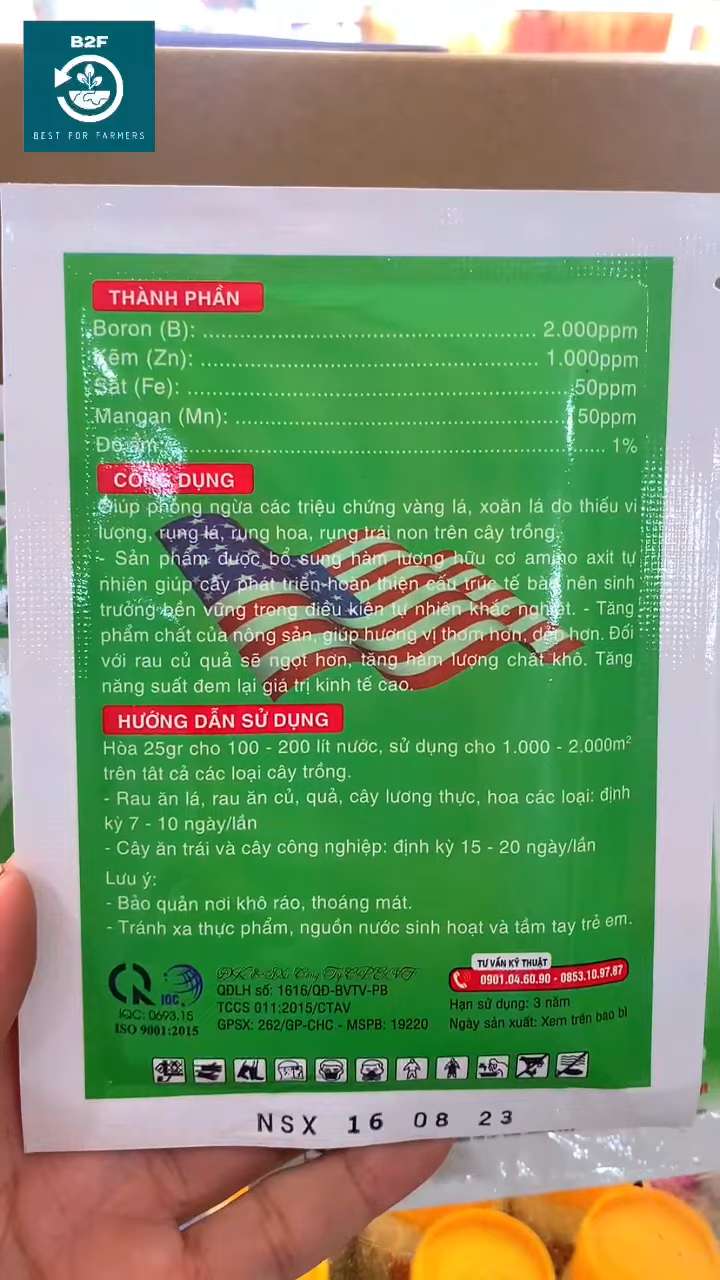 B2F
BEST FOR FARMERS
THÀNH PHẦN
Boron (B): 2.000ppm
Kẽm (Zn): 1.000ppm
Sắt (Fe): 50ppm
Mangan (Mn): 50ppm
Độ ẩm: 1%
CÔNG DỤNG
Giúp phòng ngừa các triệu chứng vàng lá, xoăn lá do thiếu vi
lượng, rụng lá, rụng hoa, rụng trái non trên cây trồng.
- Sản phẩm được bổ sung hàm lượng hữu cơ amino axit tự
nhiên giúp cây phát triển hoàn thiện cấu trúc tế bào nên sinh
trưởng bền vững trong điều kiện tự nhiên khắc nghiệt. - Tăng
phẩm chất của nông sản, giúp hương vị thơm hơn, dẻo hơn. Đối
với rau củ quả sẽ ngọt hơn, tăng hàm lượng chất khô. Tăng
năng suất đem lại giá trị kinh tế cao.
HƯỚNG DẪN SỬ DỤNG
Hòa 25gr cho 100 - 200 lít nước, sử dụng cho 1.000 - 2.000m²
trên tât cả các loại cây trồng.
- Rau ăn lá, rau ăn củ, quả, cây lương thực, hoa các loại: định
kỳ 7 - 10 ngày/lần
- Cây ăn trái và cây công nghiệp: định kỳ 15 - 20 ngày/lần
Lưu ý:
- Bảo quản nơi khô ráo, thoáng mát.
- Tránh xa thực phẩm, nguồn nước sinh hoạt và tầm tay trẻ em.
IQC
IQC: 0693.15
ISO 9001:2015
QĐLH số: 1616/QĐ-BVTV-PB
TCCS 011:2015/CTAV
GPSX: 262/GP-CHC - MSPB: 19220
TƯ VẤN KỸ THUẬT
0901.04.60.90 - 0853.10.97.87
Hạn sử dụng: 3 năm
Ngày sản xuất: Xem trên bao bì
NSX 16 08 23